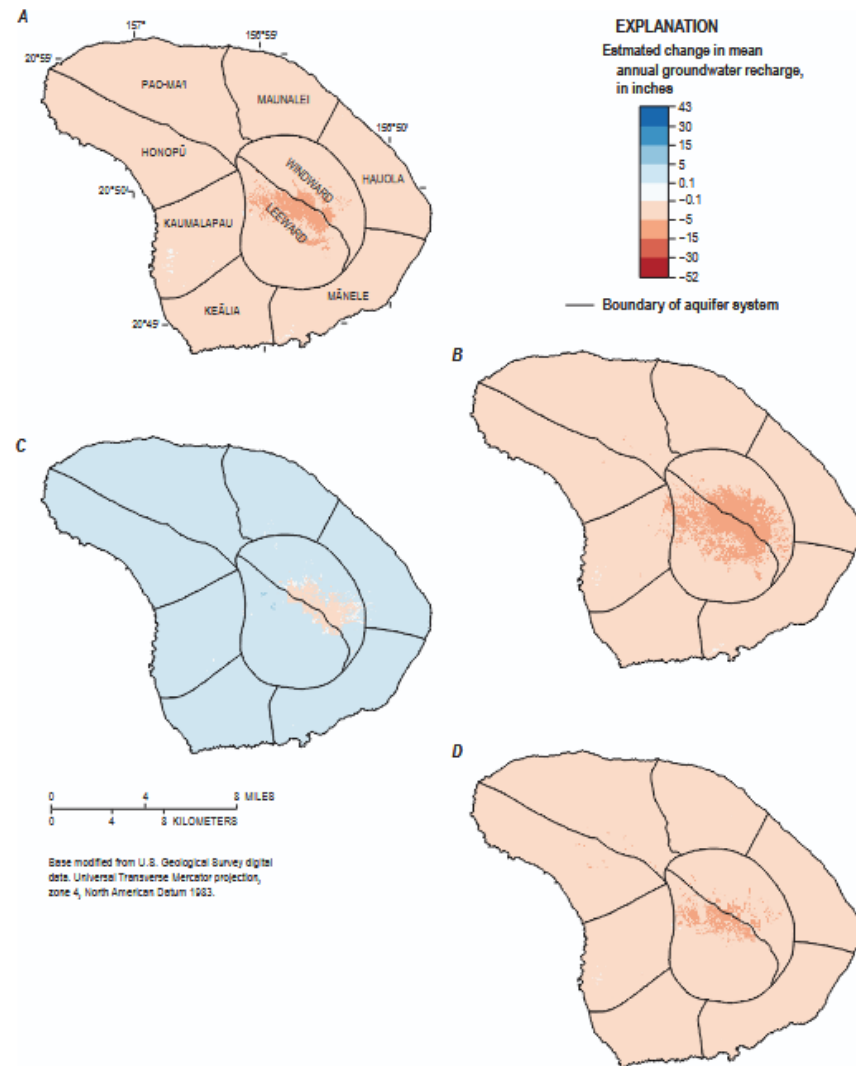 A
157°
156°55'
20°55'
PAO-MAʻI
MAUNALEI
156°50'
HONOPŪ
WINDWARD
HAUOLA
20°50'
LEEWARD
KAUMALAPAU
KEĀLIA
MĀNELE
20°45'
EXPLANATION
Estmated change in mean
annual groundwater recharge,
in inches
43
30
15
5
0.1
−0.1
−5
−15
−30
−52
Boundary of aquifer system
B
C
D
0 4 8 MILES
0 4 8 KILOMETERS
Base modified from U.S. Geological Survey digital
data. Universal Transverse Mercator projection,
zone 4, North American Datum 1983.